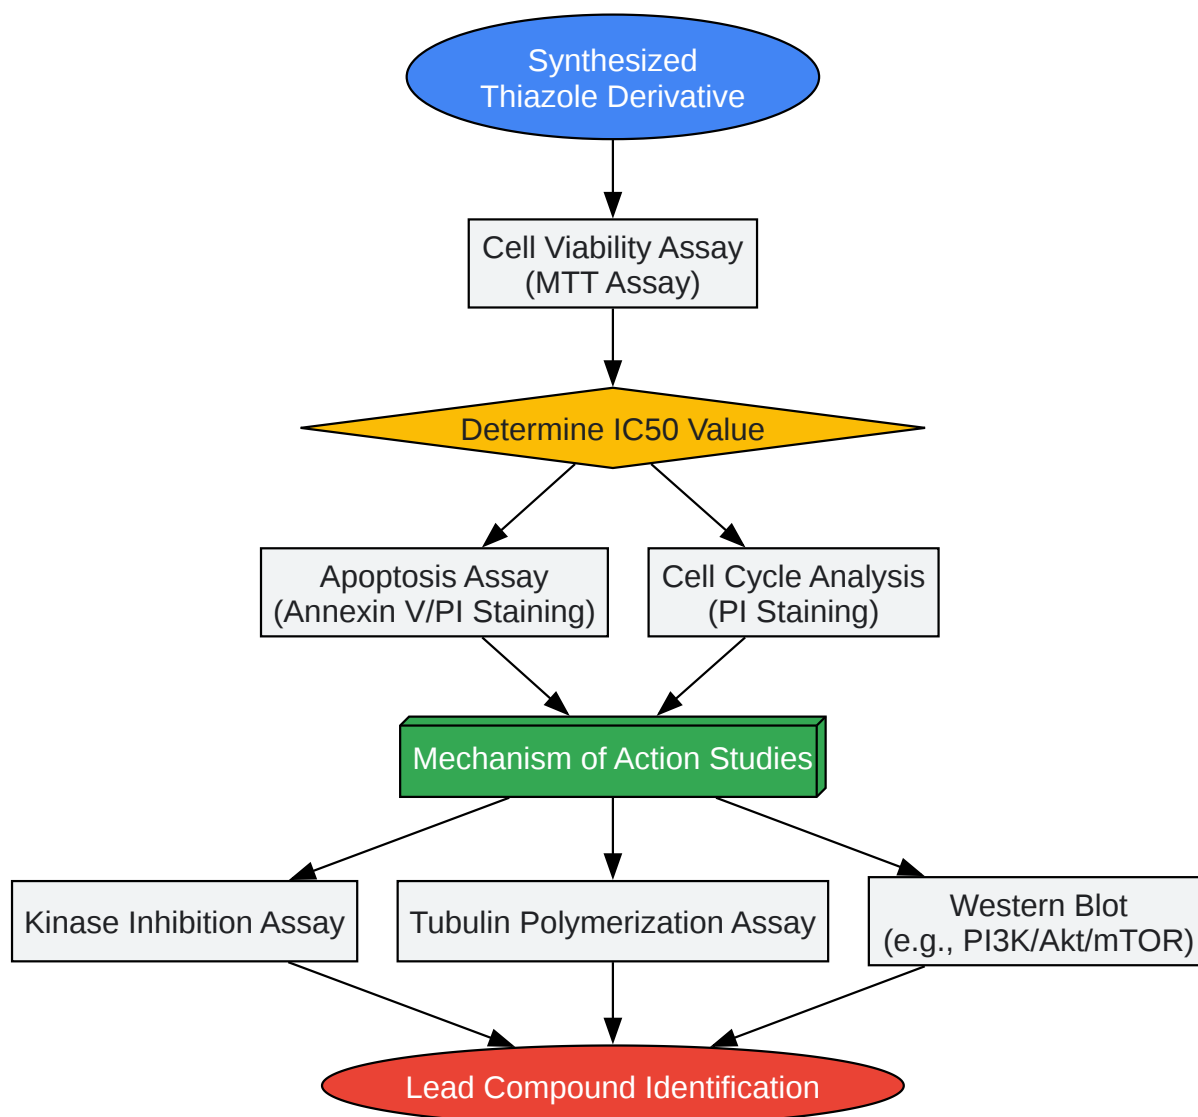 Synthesized
Thiazole Derivative
Cell Viability Assay
(MTT Assay)
Determine IC50 Value
Apoptosis Assay
(Annexin V/PI Staining)
Cell Cycle Analysis
(PI Staining)
Mechanism of Action Studies
Kinase Inhibition Assay
Tubulin Polymerization Assay
Western Blot
(e.g., PI3K/Akt/mTOR)
Lead Compound Identification